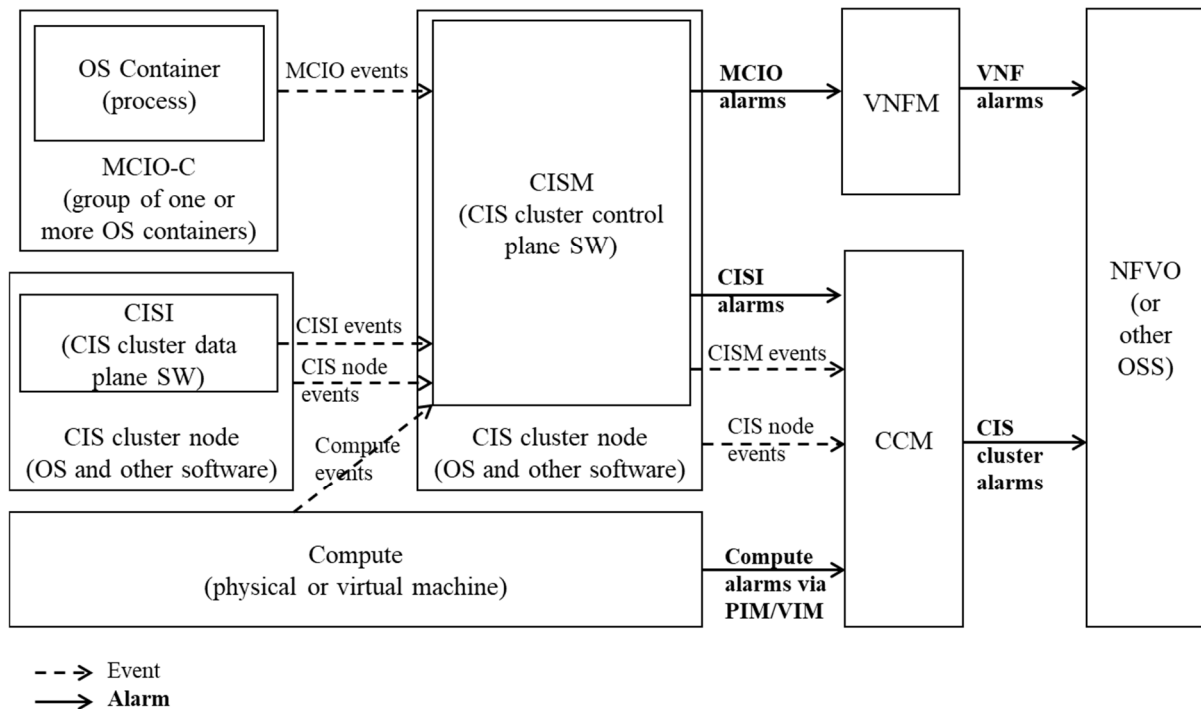 OS Container
(process)
MCIO-C
(group of one or
more OS containers)
MCIO events
CISI
(CIS cluster data
plane SW)
CIS cluster node
(OS and other software)
CISI events
CIS node
events
Compute
events
CISM
(CIS cluster control
plane SW)
CIS cluster node
(OS and other software)
Compute
(physical or virtual machine)
MCIO
alarms
CISI
alarms
CISM events
CIS node
events
Compute
alarms via
PIM/VIM
VNFM
CCM
VNF
alarms
CIS
cluster
alarms
NFVO
(or
other
OSS)
Event
Alarm